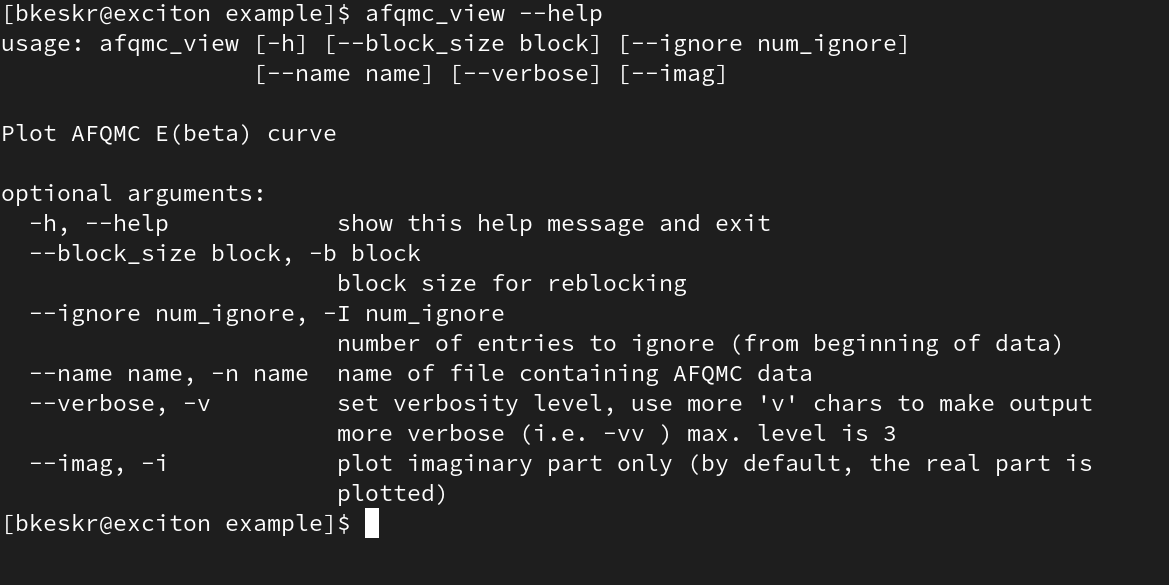 [bkeskr@exciton example]$ afqmc_view --help
usage: afqmc_view [-h] [--block_size block] [--ignore num_ignore]
                  [--name name] [--verbose] [--imag]

Plot AFQMC E(beta) curve

optional arguments:
  -h, --help            show this help message and exit
  --block_size block, -b block
                        block size for reblocking
  --ignore num_ignore, -I num_ignore
                        number of entries to ignore (from beginning of data)
  --name name, -n name  name of file containing AFQMC data
  --verbose, -v         set verbosity level, use more 'v' chars to make output
                        more verbose (i.e. -vv ) max. level is 3
  --imag, -i            plot imaginary part only (by default, the real part is
                        plotted)
[bkeskr@exciton example]$